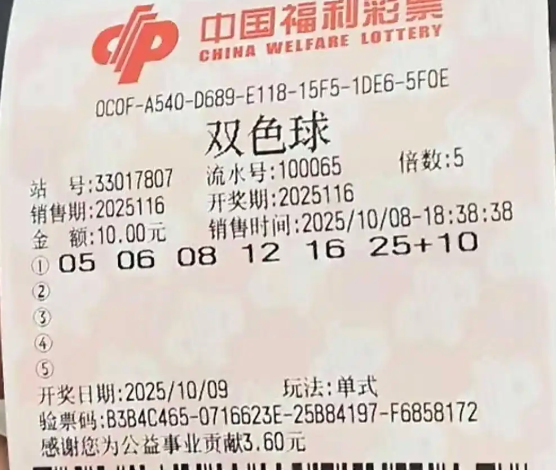 中国福利彩票
CHINA WELFARE LOTTERY
0C0F-A540-D689-E118-15F5-1DE6-5F0E
双色球
站 号:33017807 流水号:100065 倍数:5
销售期:2025116 开奖期:2025116
金 额:10.00元 销售时间:2025/10/08-18:38:38
① 05 06 08 12 16 25+10
②
③
④
⑤
开奖日期:2025/10/09 玩法:单式
验票码:B3B4C465-0716623E-25B84197-F6858172
感谢您为公益事业贡献3.60元